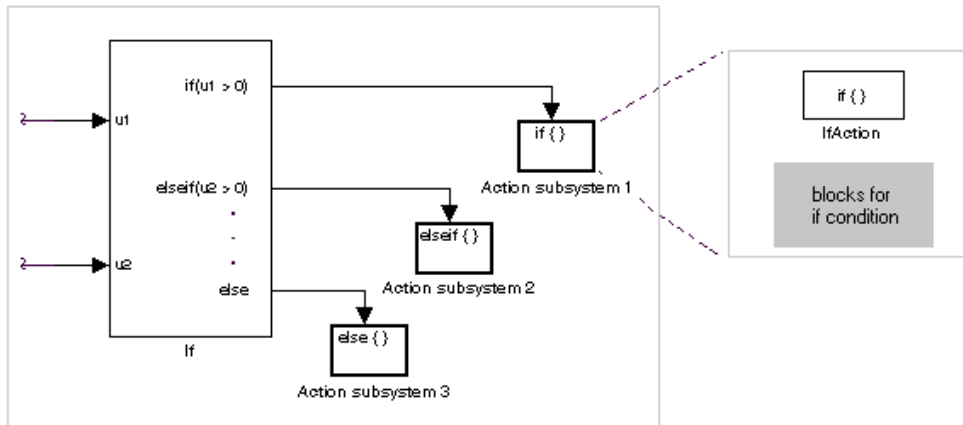 if(u1 > 0)
u1
if { }
Action subsystem 1
elseif(u2 > 0)
elseif { }
Action subsystem 2
u2
else
else { }
Action subsystem 3
If
if { }
IfAction
blocks for
if condition